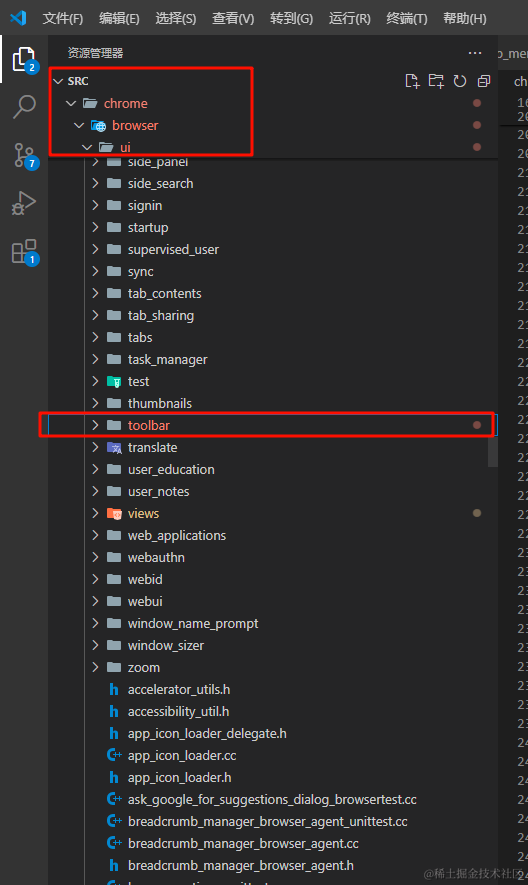 文件(F) 编辑(E) 选择(S) 查看(V) 转到(G) 运行(R) 终端(T) 帮助(H)
资源管理器
SRC
chrome
browser
ui
side_panel
side_search
signin
startup
supervised_user
sync
tab_contents
tab_sharing
tabs
task_manager
test
thumbnails
toolbar
translate
user_education
user_notes
views
web_applications
webauthn
webid
webui
window_name_prompt
window_sizer
zoom
accelerator_utils.h
accessibility_util.h
app_icon_loader_delegate.h
app_icon_loader.cc
app_icon_loader.h
ask_google_for_suggestions_dialog_browsertest.cc
breadcrumb_manager_browser_agent_unittest.cc
breadcrumb_manager_browser_agent.cc
breadcrumb_manager_browser_agent.h
2
7
1
@稀土掘金技术社区